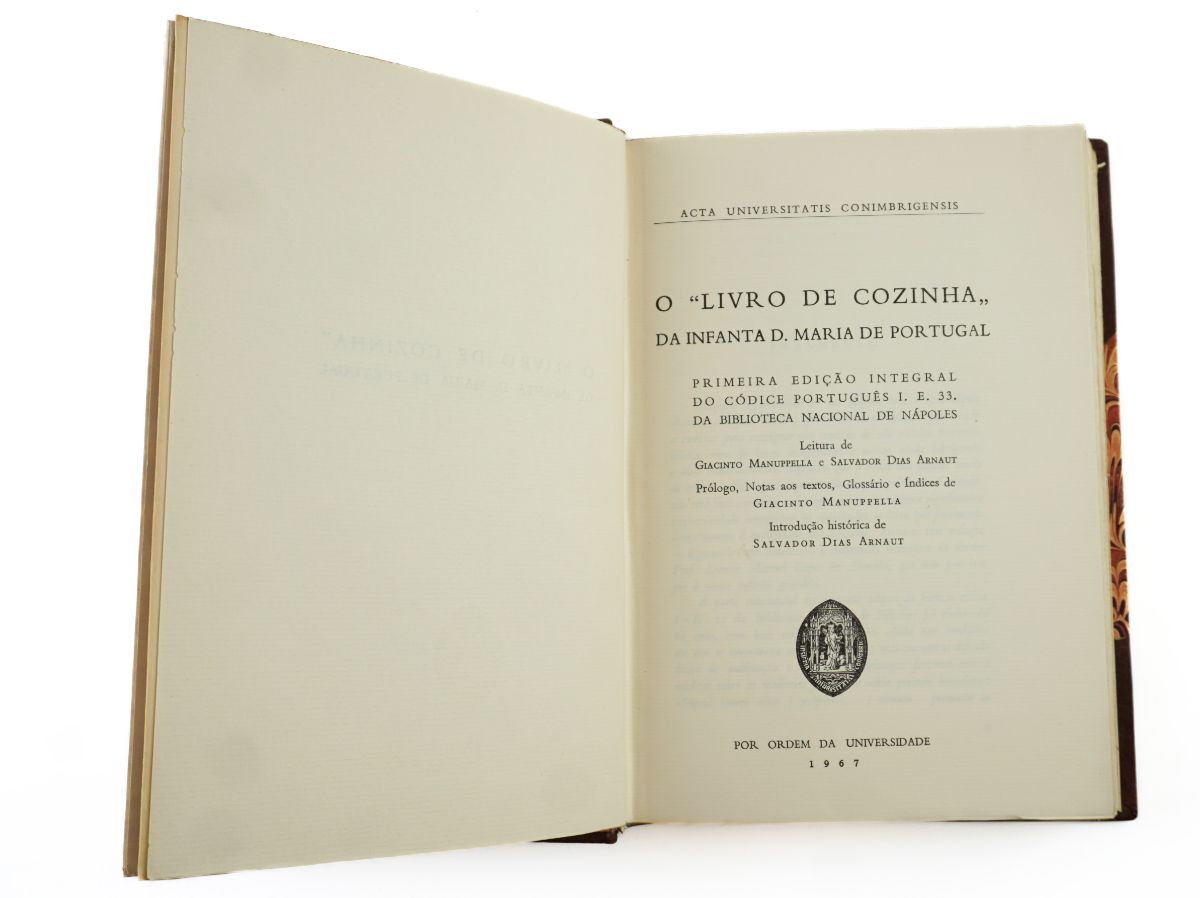 ACTA UNIVERSITATIS CONIMBRIGENSIS
O “LIVRO DE COZINHA„
DA INFANTA D. MARIA DE PORTUGAL
PRIMEIRA EDIÇÃO INTEGRAL
DO CÓDICE PORTUGUÊS I. E. 33.
DA BIBLIOTECA NACIONAL DE NÁPOLES
Leitura de
GIACINTO MANUPPELLA e SALVADOR DIAS ARNAUT
Prólogo, Notas aos textos, Glossário e Índices de
GIACINTO MANUPPELLA
Introdução histórica de
SALVADOR DIAS ARNAUT
POR ORDEM DA UNIVERSIDADE
1967